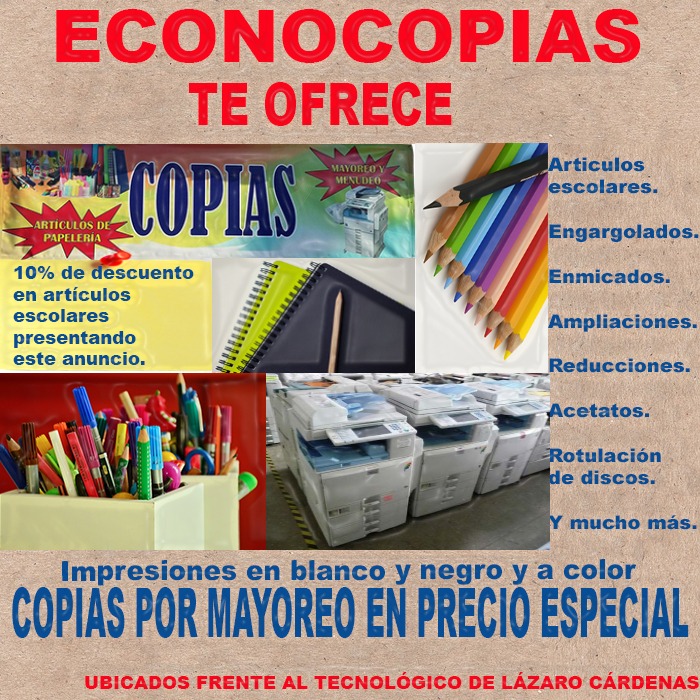 ECONOCOPIAS
TE OFRECE
COPIAS
MAYOREO Y
MENUDEO
ARTICULOS DE
PAPELERIA
10% de descuento
en artículos
escolares
presentando
este anuncio.
Articulos
escolares.
Engargolados.
Enmicados.
Ampliaciones.
Reducciones.
Acetatos.
Rotulación
de discos.
Y mucho más.
Impresiones en blanco y negro y a color
COPIAS POR MAYOREO EN PRECIO ESPECIAL
UBICADOS FRENTE AL TECNOLÓGICO DE LÁZARO CÁRDENAS